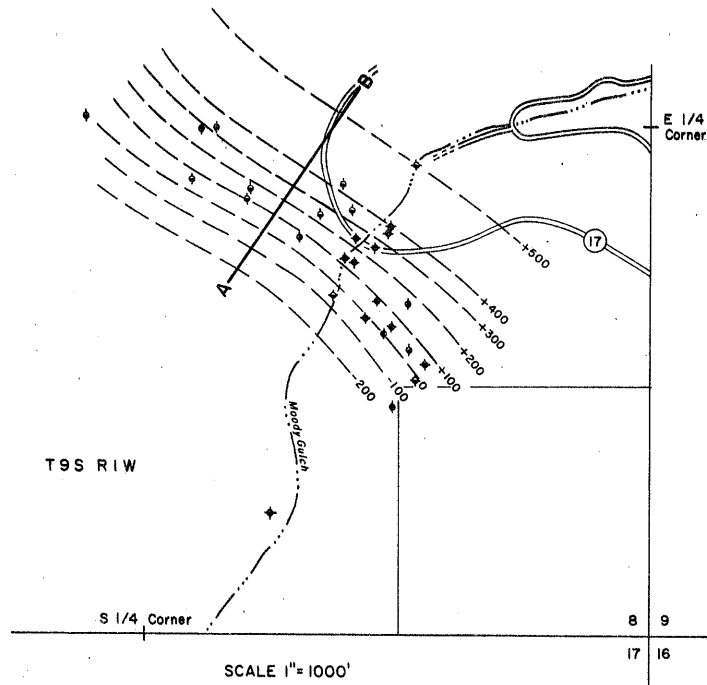 B
E 1/4
Corner
17
+500
A
+400
+300
+200
+100
0
-100
-200
Moody Gulch
T9S R1W
S 1/4 Corner
8 9
17 16
SCALE 1"= 1000'